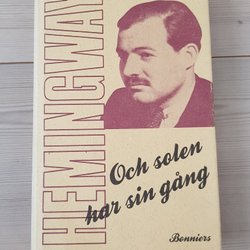 HEMINGWAY
Och solen
har sin gång
Bonniers